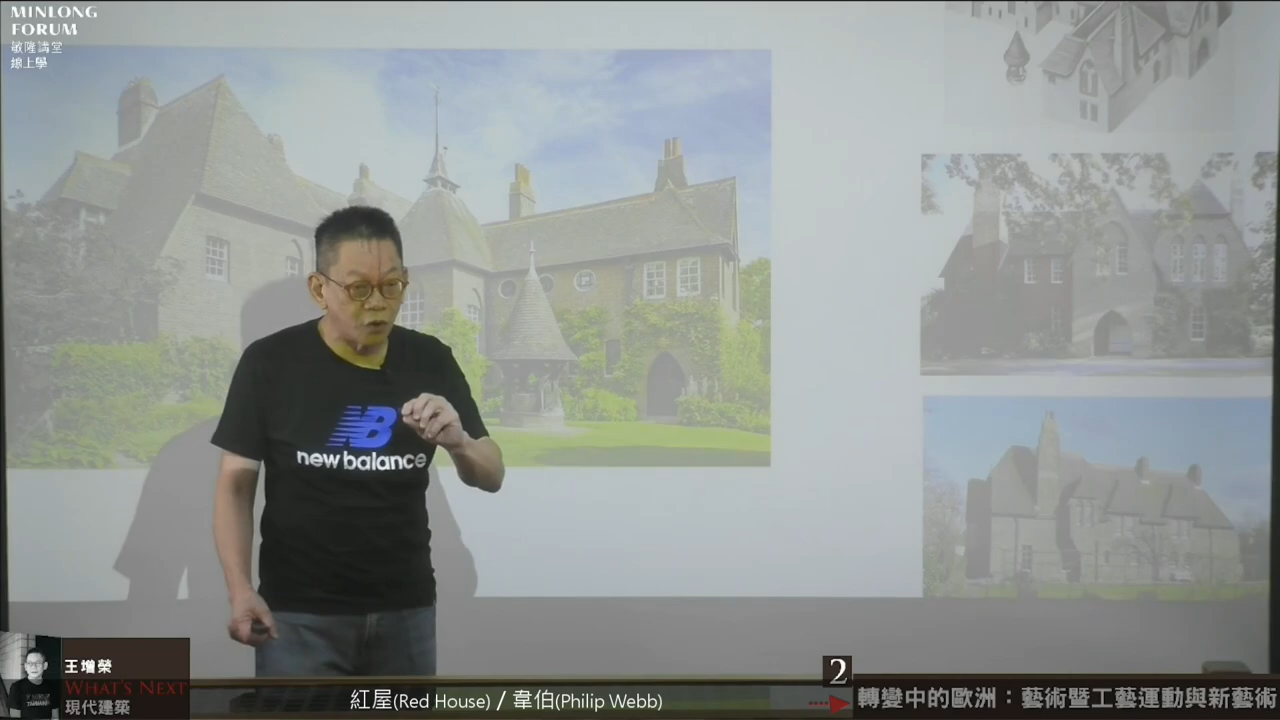 MINLONG
FORUM
敏隆講堂
線上學
new balance
王增榮
WHAT'S NEXT
現代建築
紅屋(Red House) / 韋伯(Philip Webb)
2
轉變中的歐洲：藝術暨工藝運動與新藝術